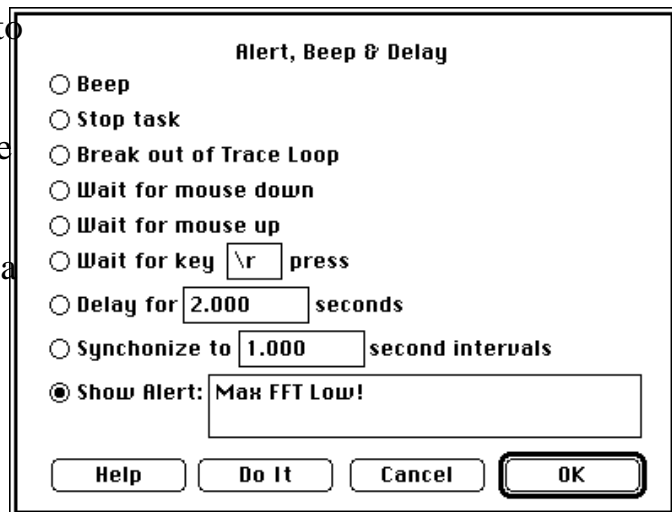 to
Alert, Beep & Delay
Beep
Stop task
e
Break out of Trace Loop
Wait for mouse down
Wait for mouse up
a
Wait for key \r press
Delay for 2.000 seconds
Synchonize to 1.000 second intervals
Show Alert: Max FFT Low!
Help Do It Cancel OK